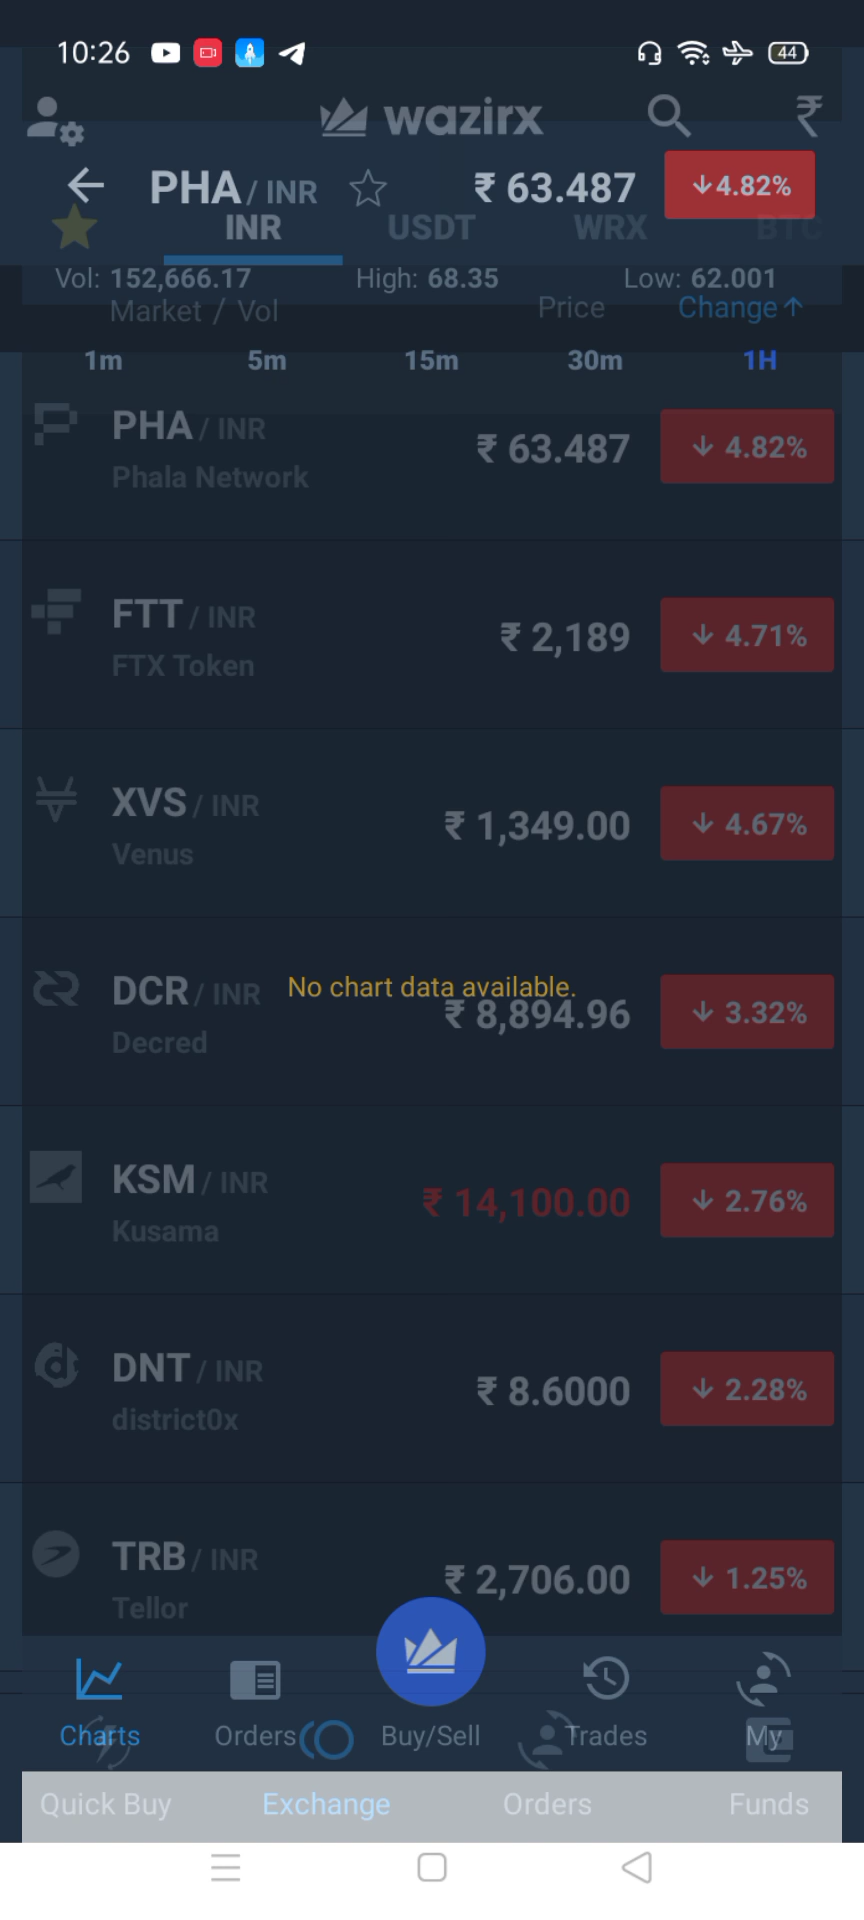 10:26 44
wazirx ₹
PHA / INR ₹ 63.487 ↓4.82%
INR USDT WRX BTC
Vol: 152,666.17 High: 68.35 Low: 62.001
Market / Vol Price Change↑
1m 5m 15m 30m 1H
PHA / INR ₹ 63.487 ↓ 4.82%
Phala Network
FTT / INR ₹ 2,189 ↓ 4.71%
FTX Token
XVS / INR ₹ 1,349.00 ↓ 4.67%
Venus
No chart data available.
DCR / INR ₹ 8,894.96 ↓ 3.32%
Decred
KSM / INR ₹ 14,100.00 ↓ 2.76%
Kusama
DNT / INR ₹ 8.6000 ↓ 2.28%
district0x
TRB / INR ₹ 2,706.00 ↓ 1.25%
Tellor
Charts Orders Buy/Sell Trades My
Quick Buy Exchange Orders Funds